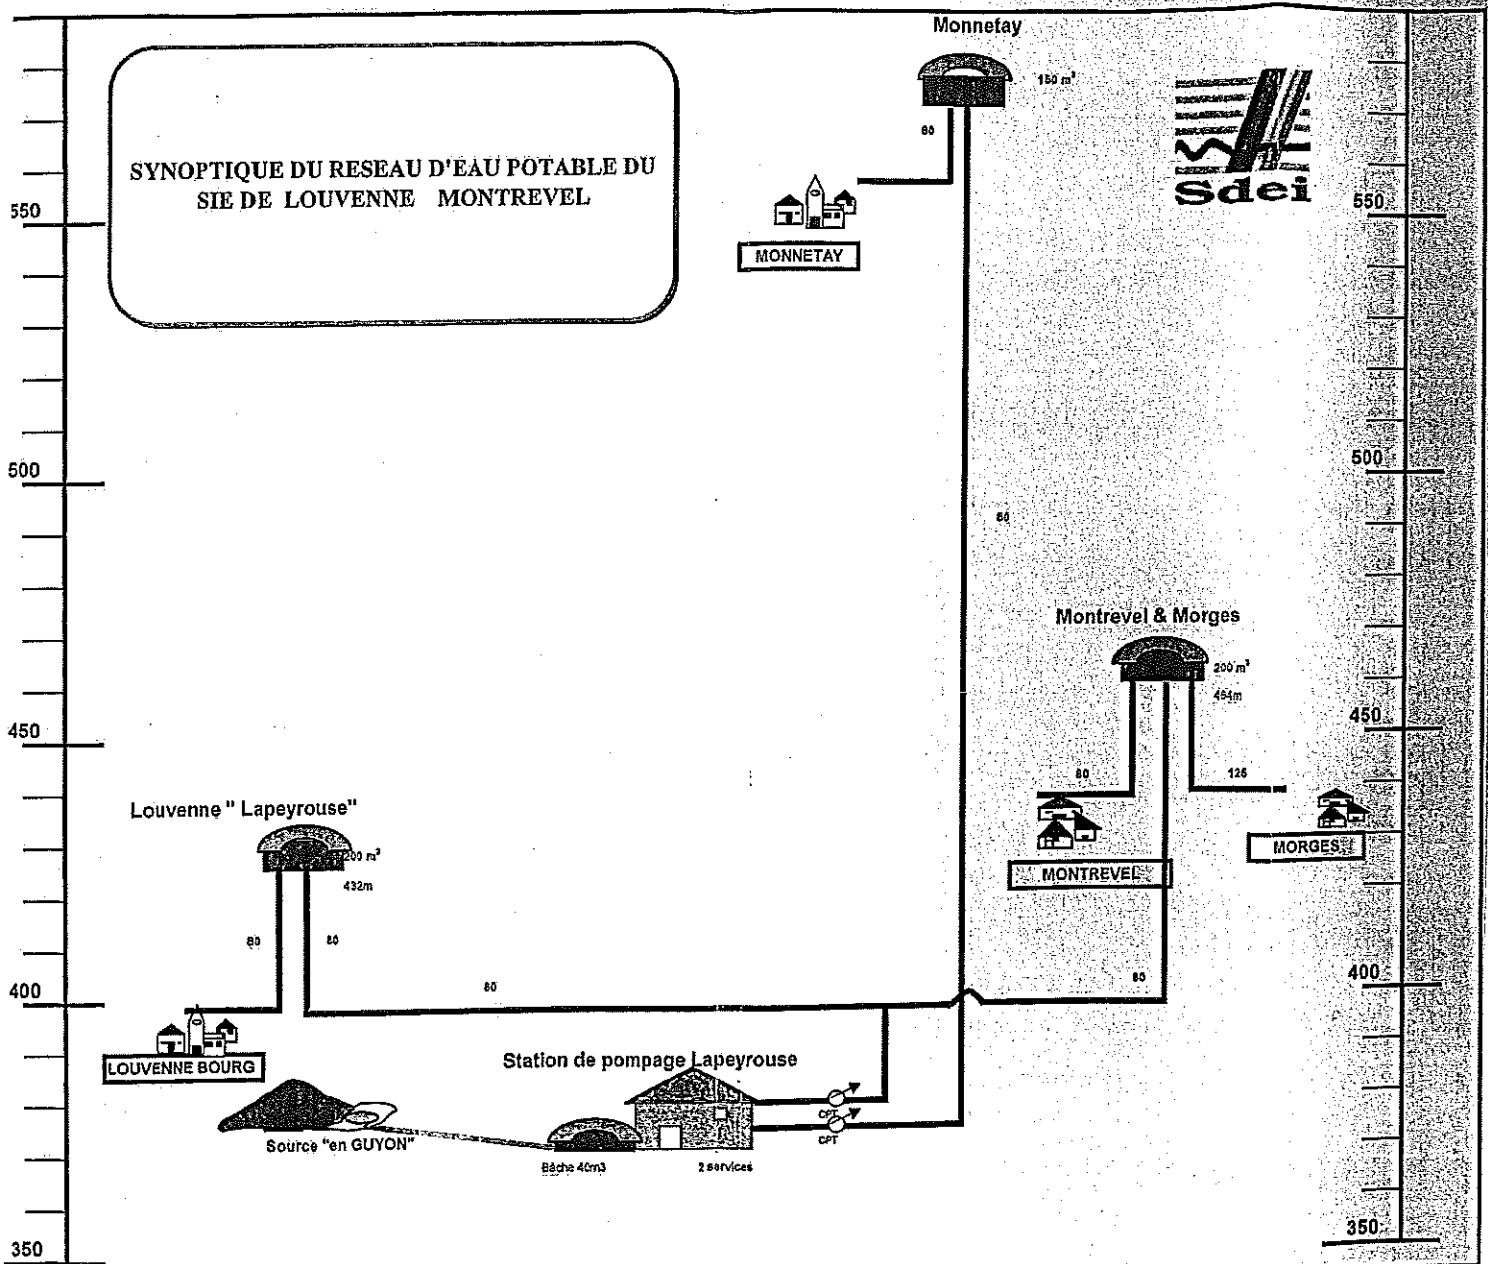 Monnetay
150 m³
80
SYNOPTIQUE DU RESEAU D'EAU POTABLE DU
SIE DE LOUVENNE MONTREVEL
Sdei
550
550
MONNETAY
500
500
80
Montrevel & Morges
200 m³
464m
450
450
80
125
Louvenne " Lapeyrouse"
200 m³
432m
MORGES
MONTREVEL
80
80
80
80
400
400
LOUVENNE BOURG
Station de pompage Lapeyrouse
CPT
CPT
Source "en GUYON"
Bâche 40m3
2 services
350
350